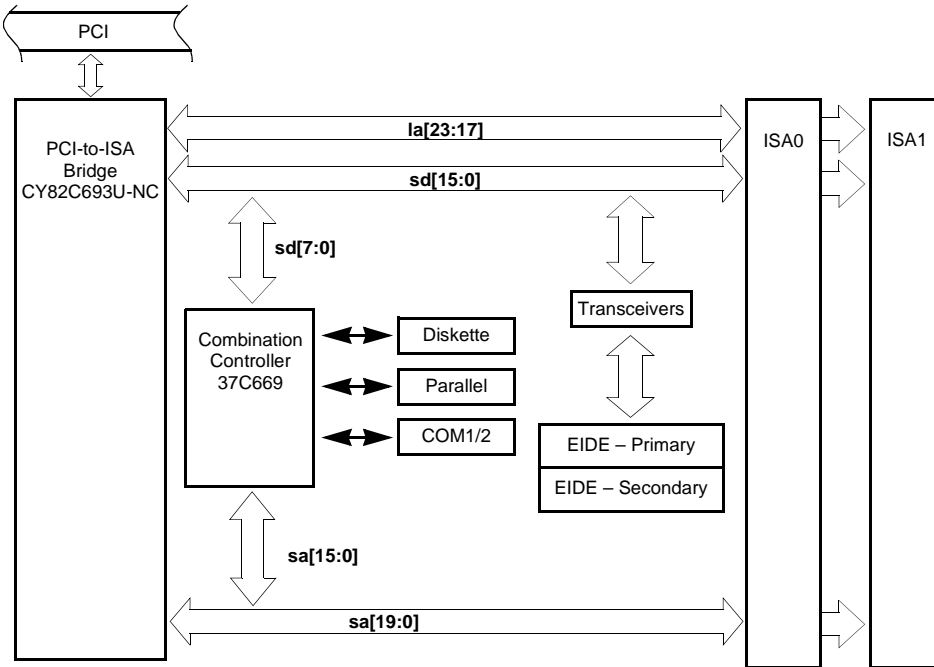 PCI
PCI-to-ISA
Bridge
CY82C693U-NC
la[23:17]
ISA0
ISA1
sd[15:0]
sd[7:0]
Combination
Controller
37C669
Diskette
Parallel
COM1/2
Transceivers
EIDE – Primary
EIDE – Secondary
sa[15:0]
sa[19:0]